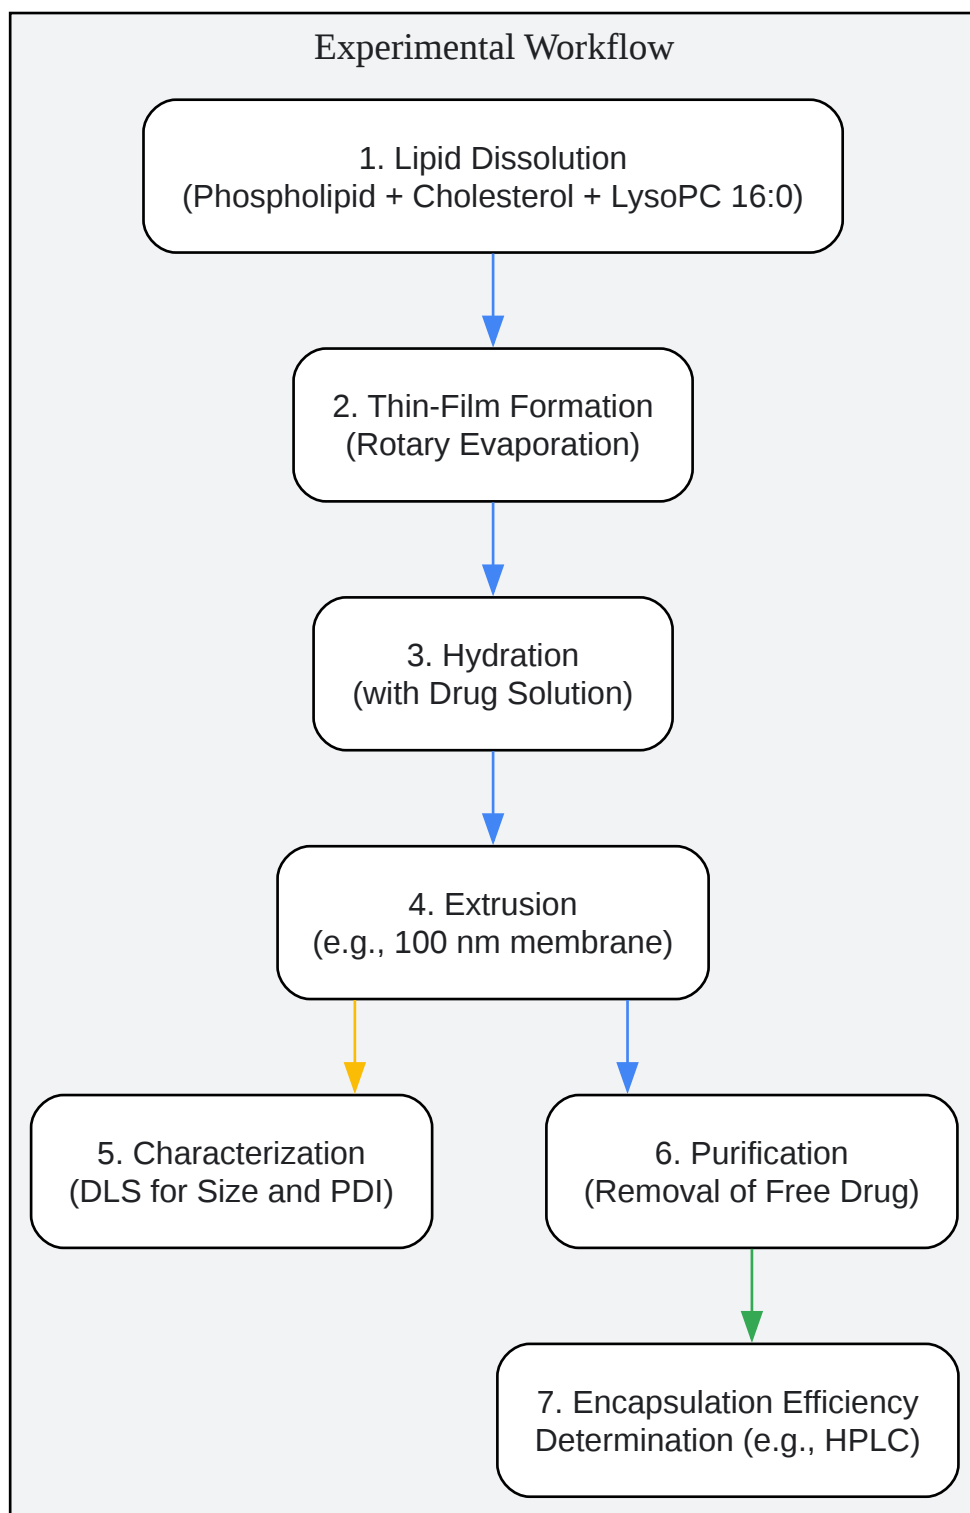 Experimental Workflow
1. Lipid Dissolution
(Phospholipid + Cholesterol + LysoPC 16:0)
2. Thin-Film Formation
(Rotary Evaporation)
3. Hydration
(with Drug Solution)
4. Extrusion
(e.g., 100 nm membrane)
5. Characterization
(DLS for Size and PDI)
6. Purification
(Removal of Free Drug)
7. Encapsulation Efficiency
Determination (e.g., HPLC)